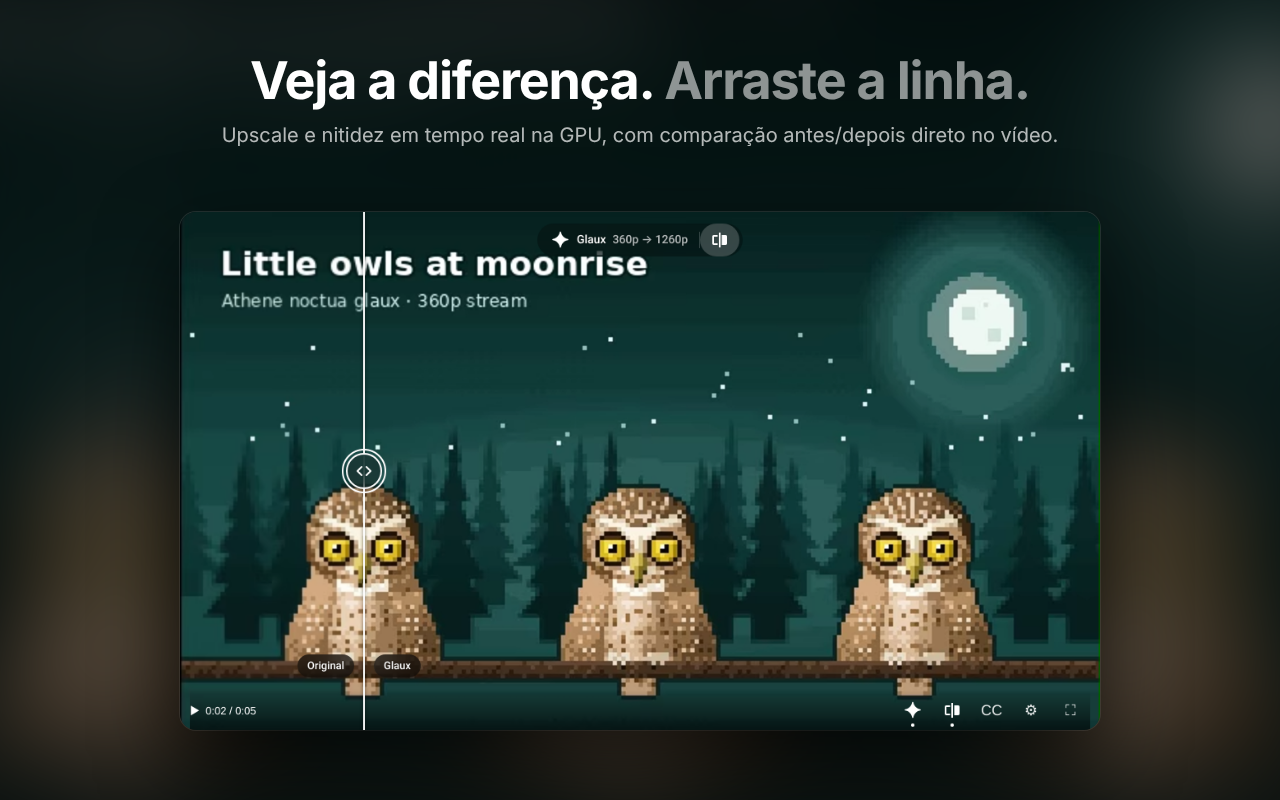 Veja a diferença. Arraste a linha.
Upscale e nitidez em tempo real na GPU, com comparação antes/depois direto no vídeo.
Glaux 360p → 1260p
Little owls at moonrise
Athene noctua glaux · 360p stream
Original
Glaux
0:02 / 0:05
CC